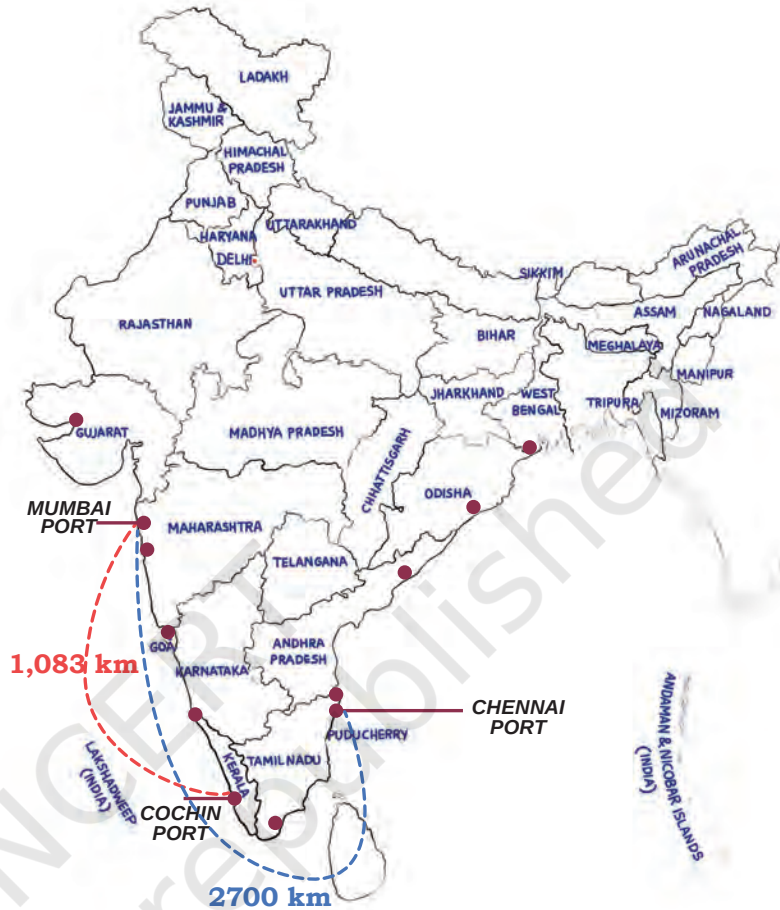 LADAKH
JAMMU &
KASHMIR
HIMACHAL
PRADESH
PUNJAB
UTTARAKHAND
HARYANA
DELHI
ARUNACHAL
PRADESH
SIKKIM
UTTAR PRADESH
RAJASTHAN
ASSAM
NAGALAND
BIHAR
MEGHALAYA
MANIPUR
JHARKHAND
WEST
BENGAL
TRIPURA
MIZORAM
GUJARAT
MADHYA PRADESH
CHHATTISGARH
ODISHA
MUMBAI
PORT
MAHARASHTRA
TELANGANA
GOA
ANDHRA
PRADESH
1,083 km
KARNATAKA
CHENNAI
PORT
PUDUCHERRY
TAMIL NADU
KERALA
LAKSHADWEEP
(INDIA)
ANDAMAN & NICOBAR ISLANDS
(INDIA)
COCHIN
PORT
2700 km
NCERT
republished